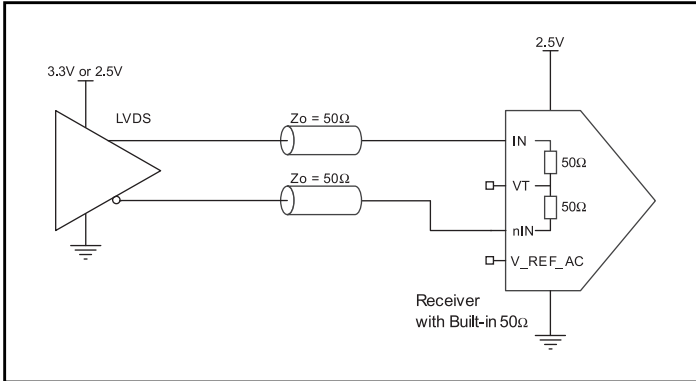 2.5V
3.3V or 2.5V
LVDS
Zo = 50Ω
IN
50Ω
Zo = 50Ω
VT
50Ω
nIN
V_REF_AC
Receiver
with Built-in 50Ω